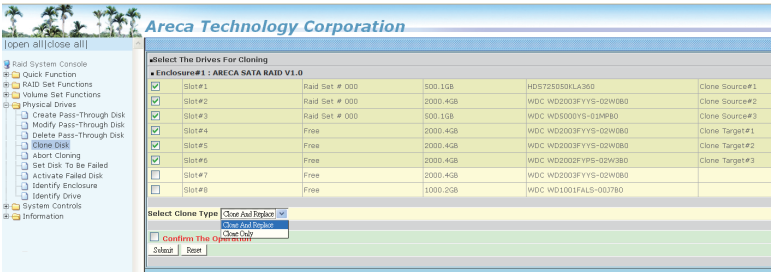 Areca Technology Corporation
|open all|close all|
Raid System Console
Quick Function
RAID Set Functions
Volume Set Functions
Physical Drives
Create Pass-Through Disk
Modify Pass-Through Disk
Delete Pass-Through Disk
Clone Disk
Abort Cloning
Set Disk To Be Failed
Activate Failed Disk
Identify Enclosure
Identify Drive
System Controls
Information
Select The Drives For Cloning
Enclosure#1 : ARECA SATA RAID V1.0
Slot#1 Raid Set # 000 500.1GB HDS725050KLA360 Clone Source#1
Slot#2 Raid Set # 000 2000.4GB WDC WD2003FYYS-02W0B0 Clone Source#2
Slot#3 Raid Set # 000 500.1GB WDC WD5000YS-01MPB0 Clone Source#3
Slot#4 Free 2000.4GB WDC WD2003FYYS-02W0B0 Clone Target#1
Slot#5 Free 2000.4GB WDC WD2003FYYS-02W0B0 Clone Target#2
Slot#6 Free 2000.4GB WDC WD2002FYPS-02W3B0 Clone Target#3
Slot#7 Free 2000.4GB WDC WD2003FYYS-02W0B0
Slot#8 Free 1000.2GB WDC WD1001FALS-00J7B0
Select Clone Type Clone And Replace
Clone And Replace
Clone Only
Confirm The Operation
Submit Reset